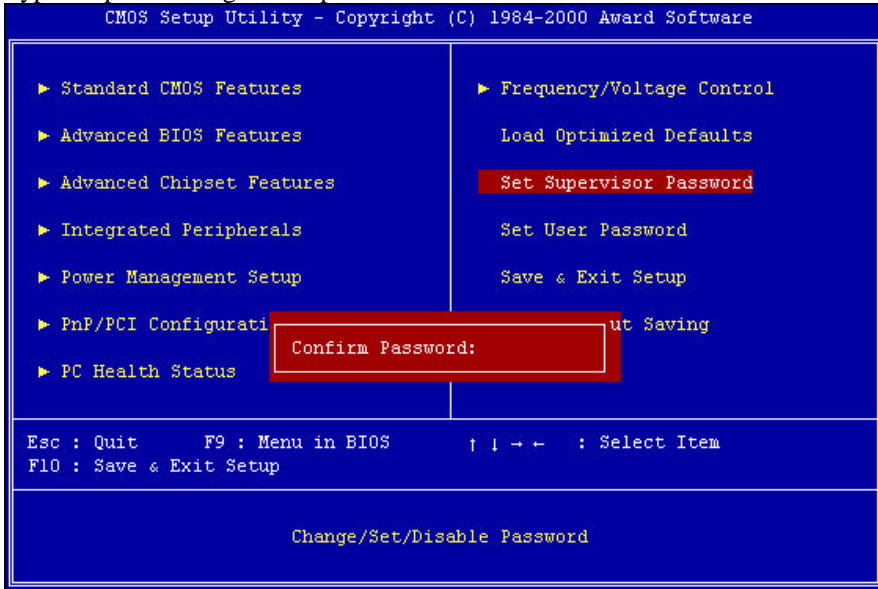 CMOS Setup Utility - Copyright (C) 1984-2000 Award Software
► Standard CMOS Features
► Advanced BIOS Features
► Advanced Chipset Features
► Integrated Peripherals
► Power Management Setup
► PnP/PCI Configurati
► PC Health Status
► Frequency/Voltage Control
Load Optimized Defaults
Set Supervisor Password
Set User Password
Save & Exit Setup
ut Saving
Confirm Password:
Esc : Quit F9 : Menu in BIOS ↑ ↓ → ← : Select Item
F10 : Save & Exit Setup
Change/Set/Disable Password